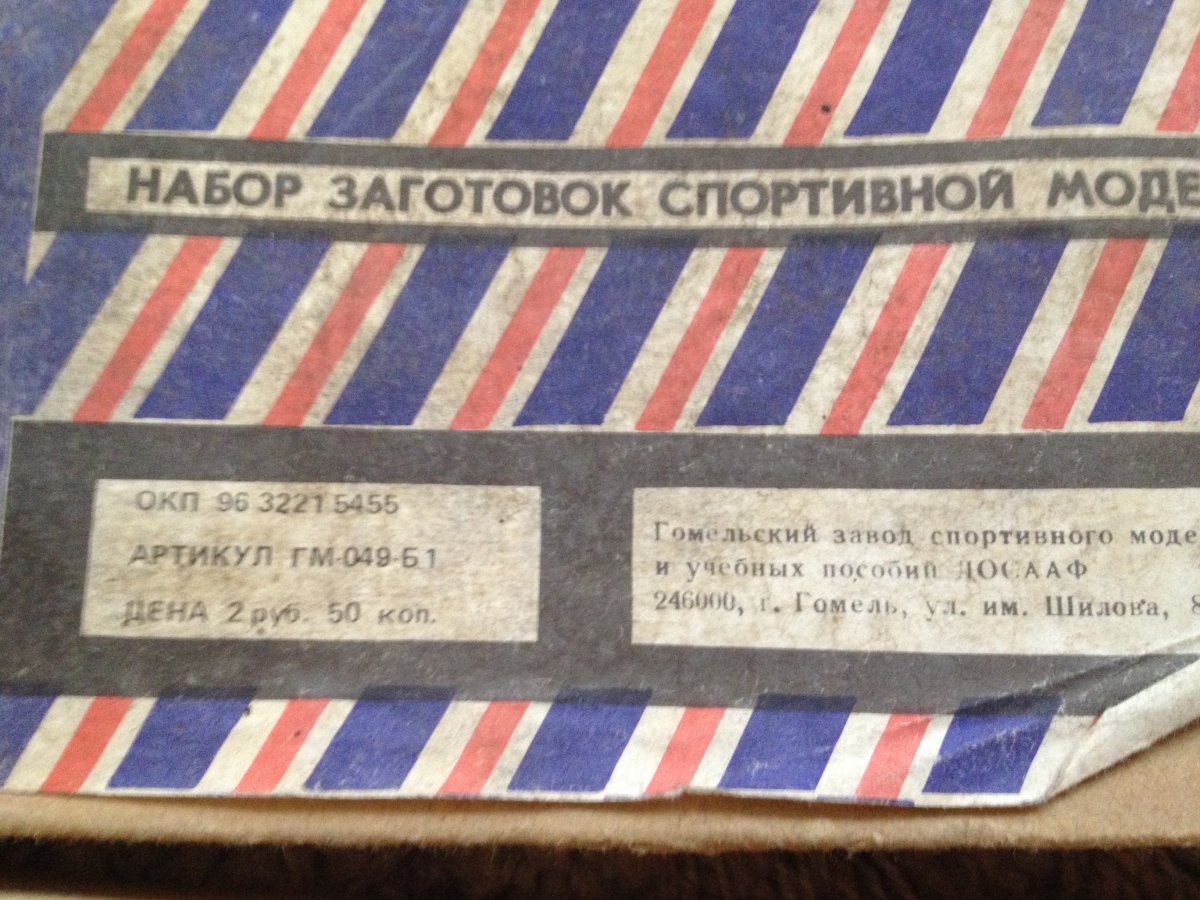 НАБОР ЗАГОТОВОК СПОРТИВНОЙ МОДЕ
ОКП 96 3221 5455
АРТИКУЛ ГМ-049-Б1
ЦЕНА 2 руб. 50 коп.
Гомельский завод спортивного моде
и учебных пособий ДОСААФ
246000, г. Гомель, ул. им. Шилова, 8